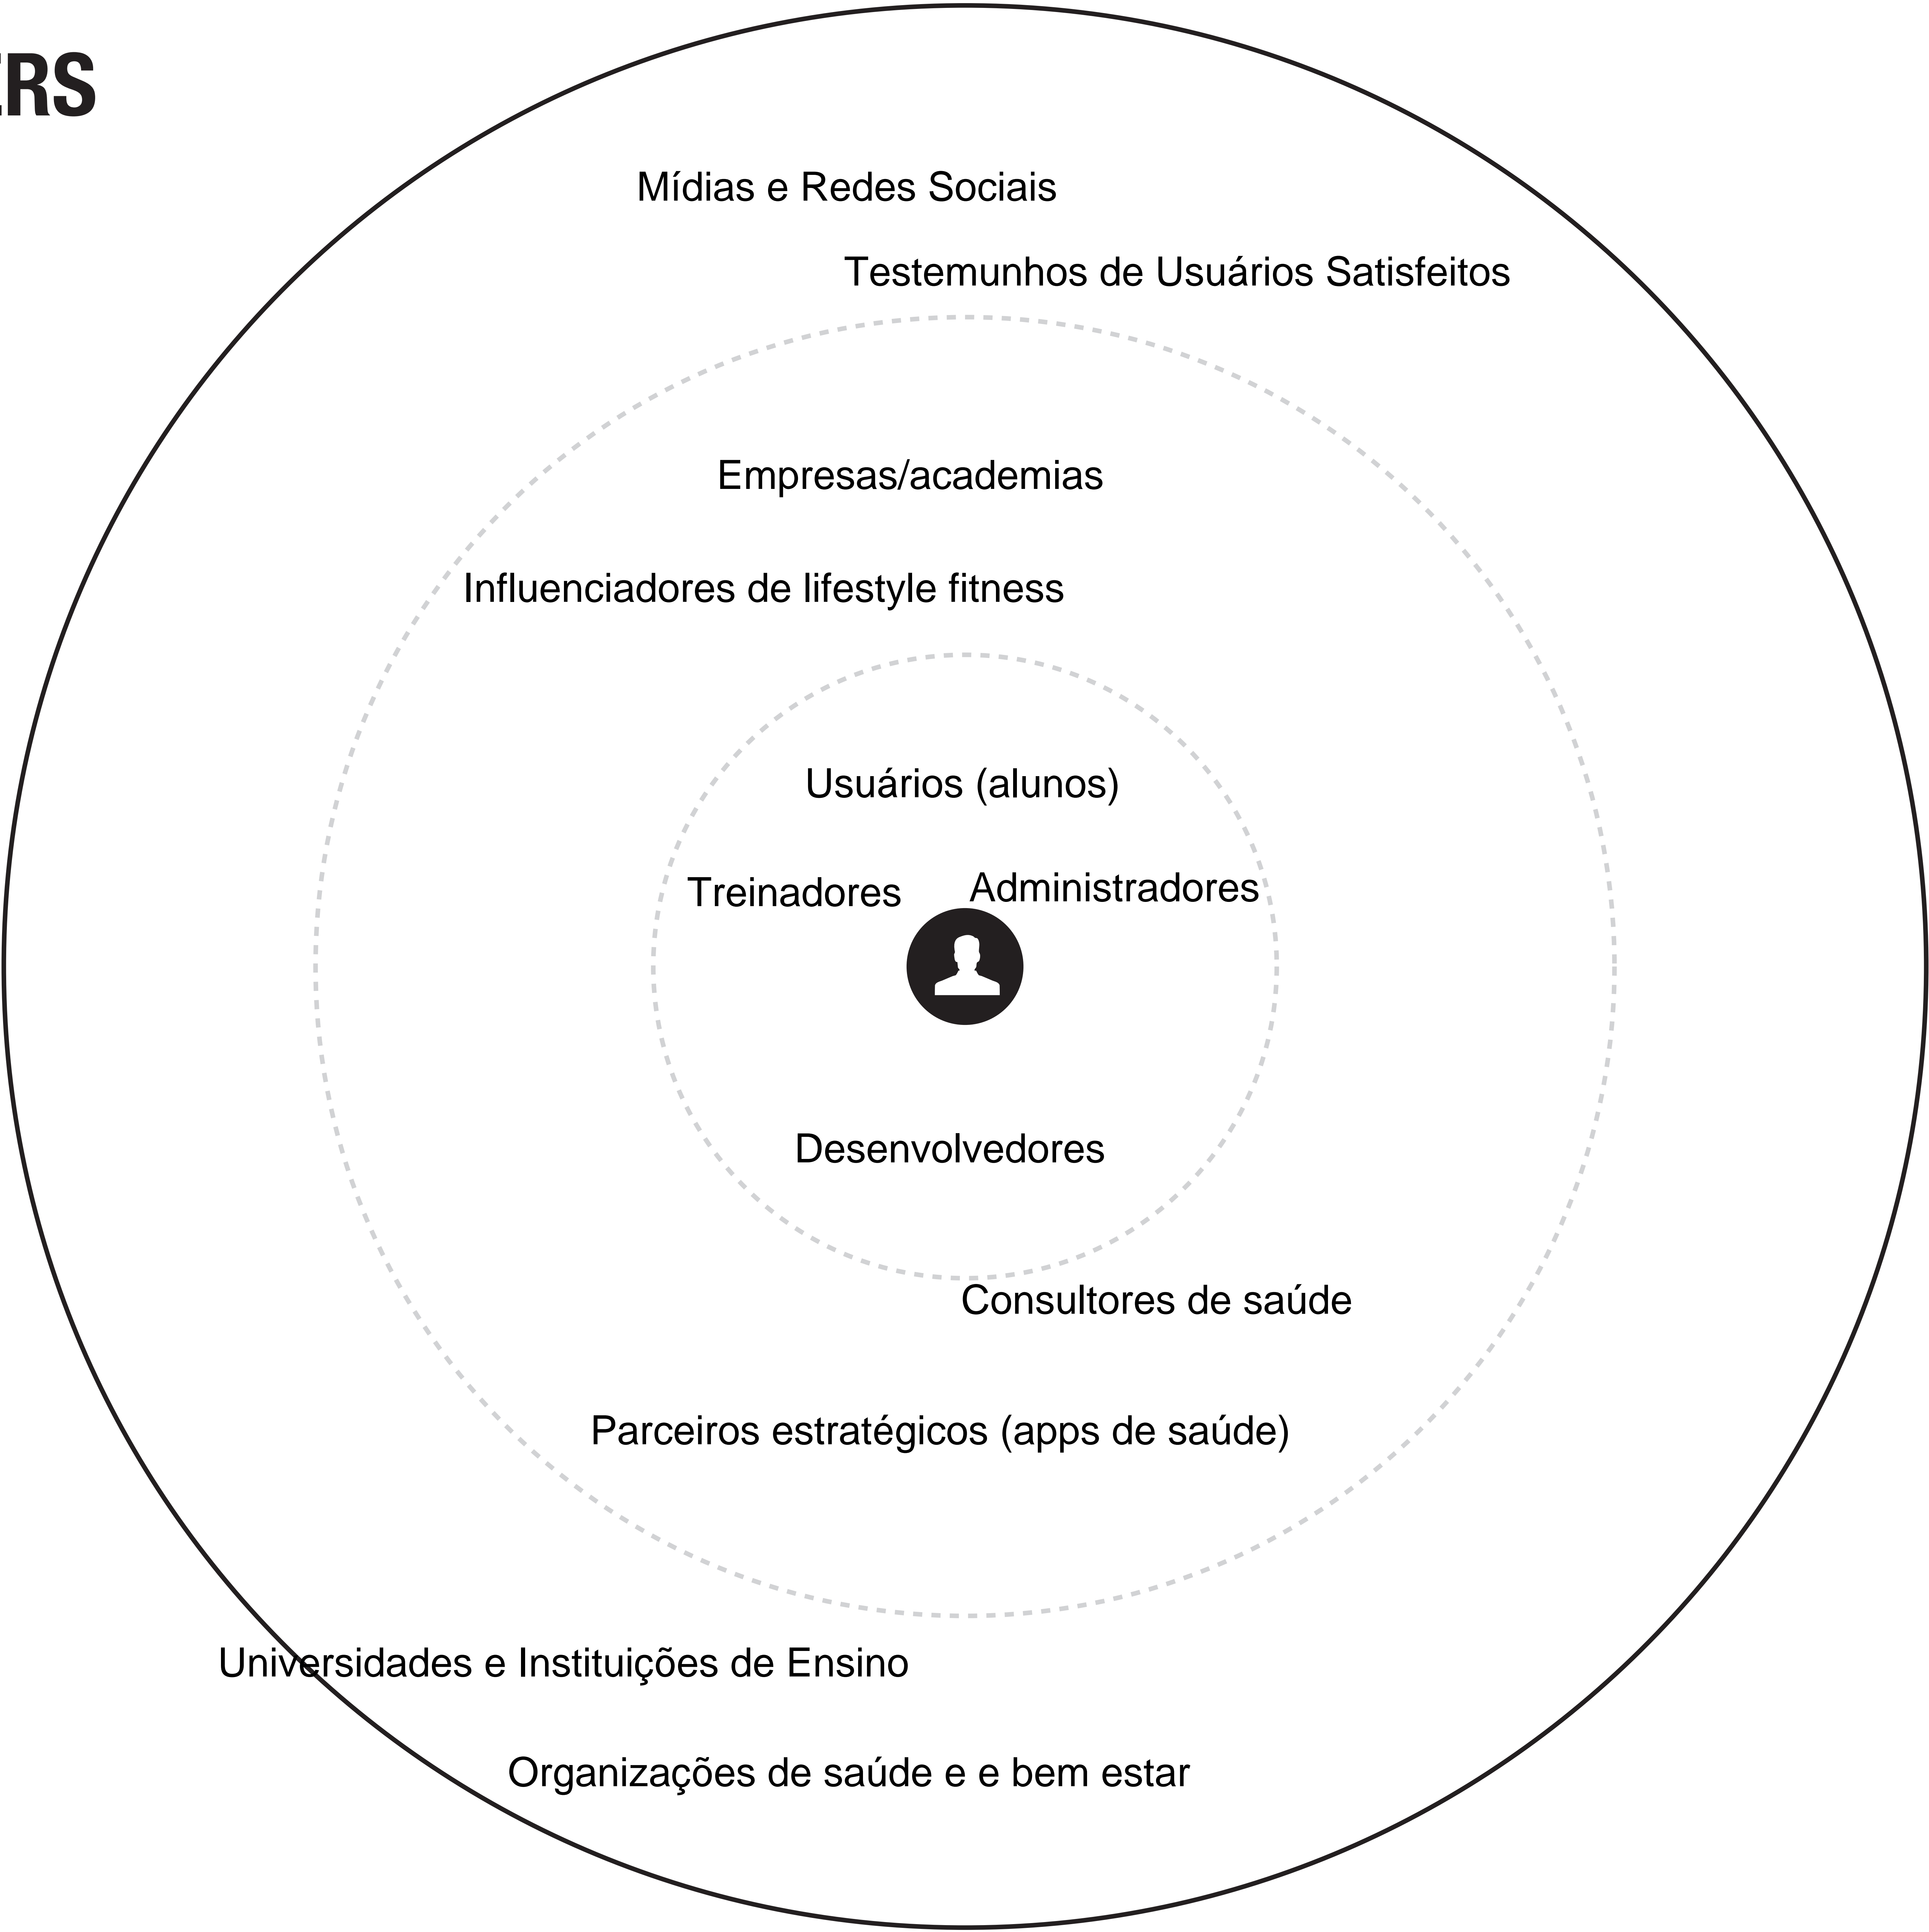 ERS
Mídias e Redes Sociais
Testemunhos de Usuários Satisfeitos
Empresas/academias
Influenciadores de lifestyle fitness
Usuários (alunos)
Treinadores
Administradores
Desenvolvedores
Consultores de saúde
Parceiros estratégicos (apps de saúde)
Universidades e Instituições de Ensino
Organizações de saúde e e bem estar